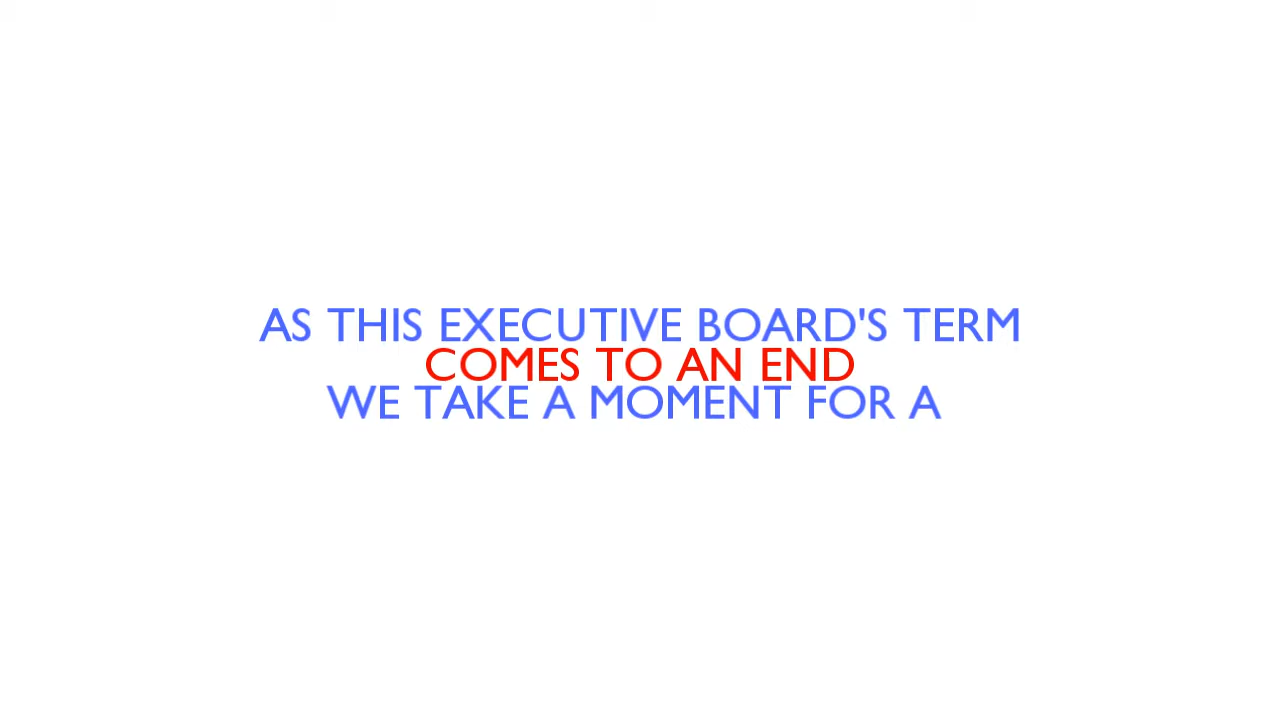 AS THIS EXECUTIVE BOARD'S TERM
COMES TO AN END
WE TAKE A MOMENT FOR A